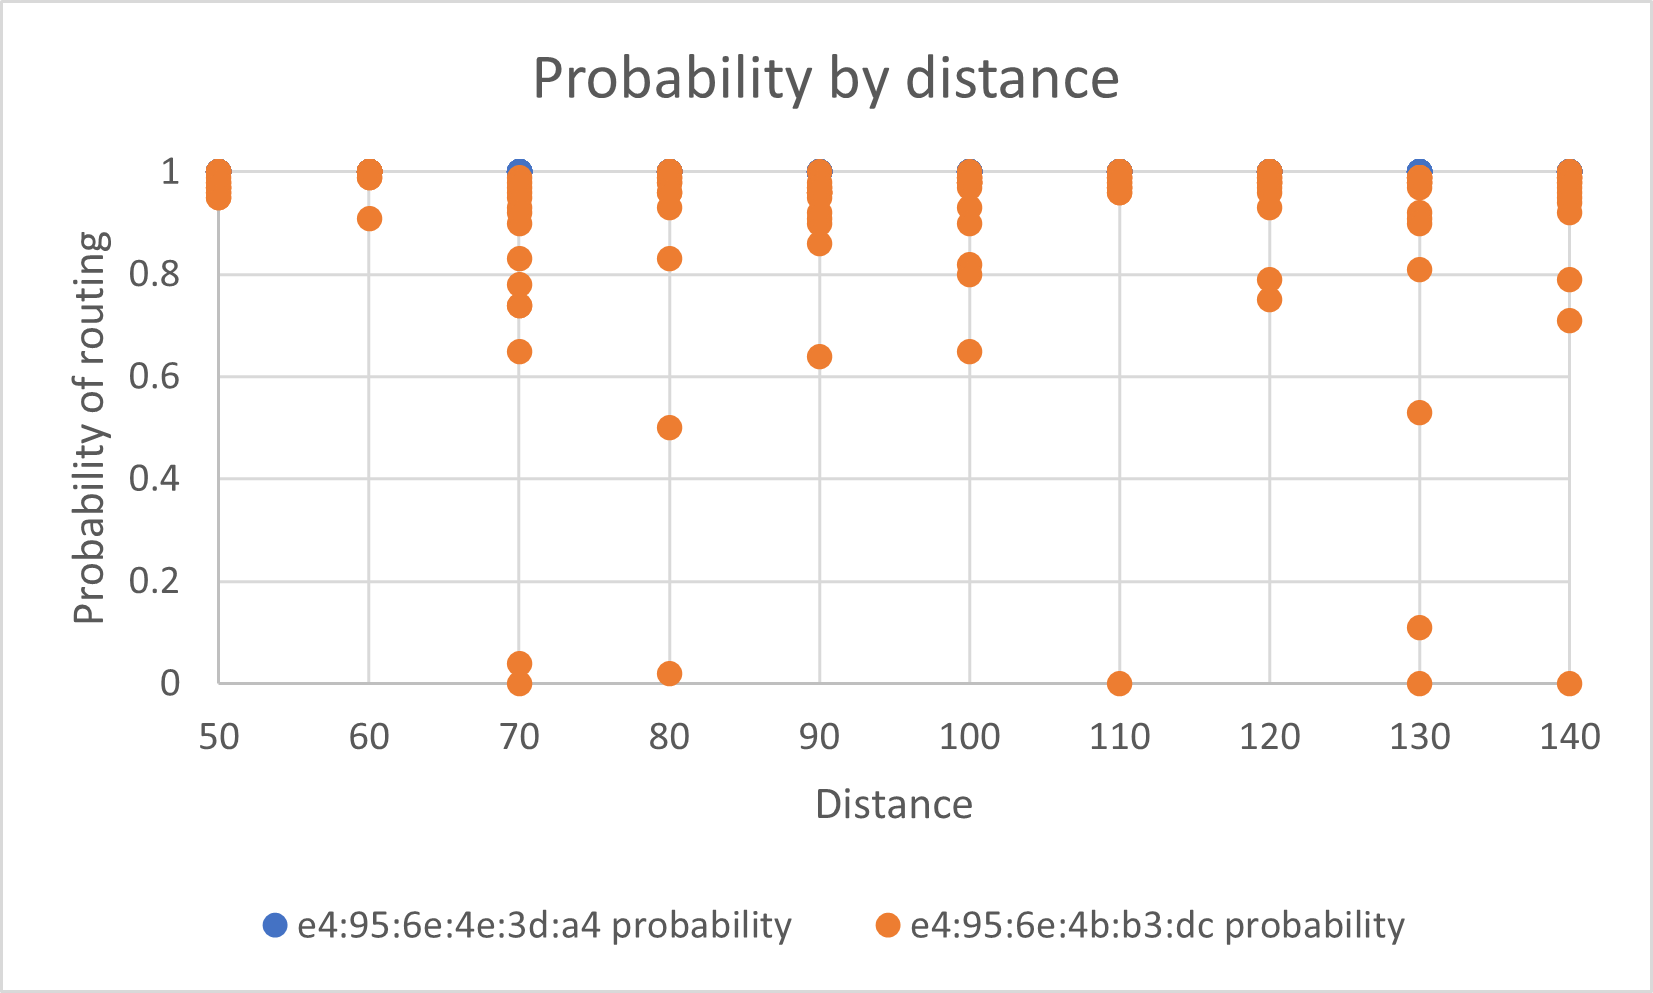 Probability by distance
Probability of routing
1
0.8
0.6
0.4
0.2
0
50 60 70 80 90 100 110 120 130 140
Distance
e4:95:6e:4e:3d:a4 probability e4:95:6e:4b:b3:dc probability